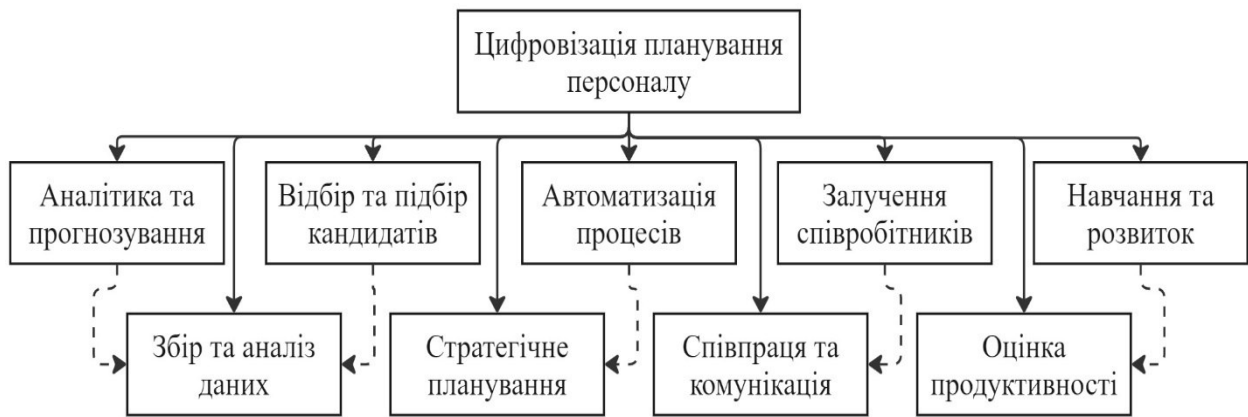 Цифровізація планування
персоналу
Аналітика та
прогнозування
Відбір та підбір
кандидатів
Автоматизація
процесів
Залучення
співробітників
Навчання та
розвиток
Збір та аналіз
даних
Стратегічне
планування
Співпраця та
комунікація
Оцінка
продуктивності